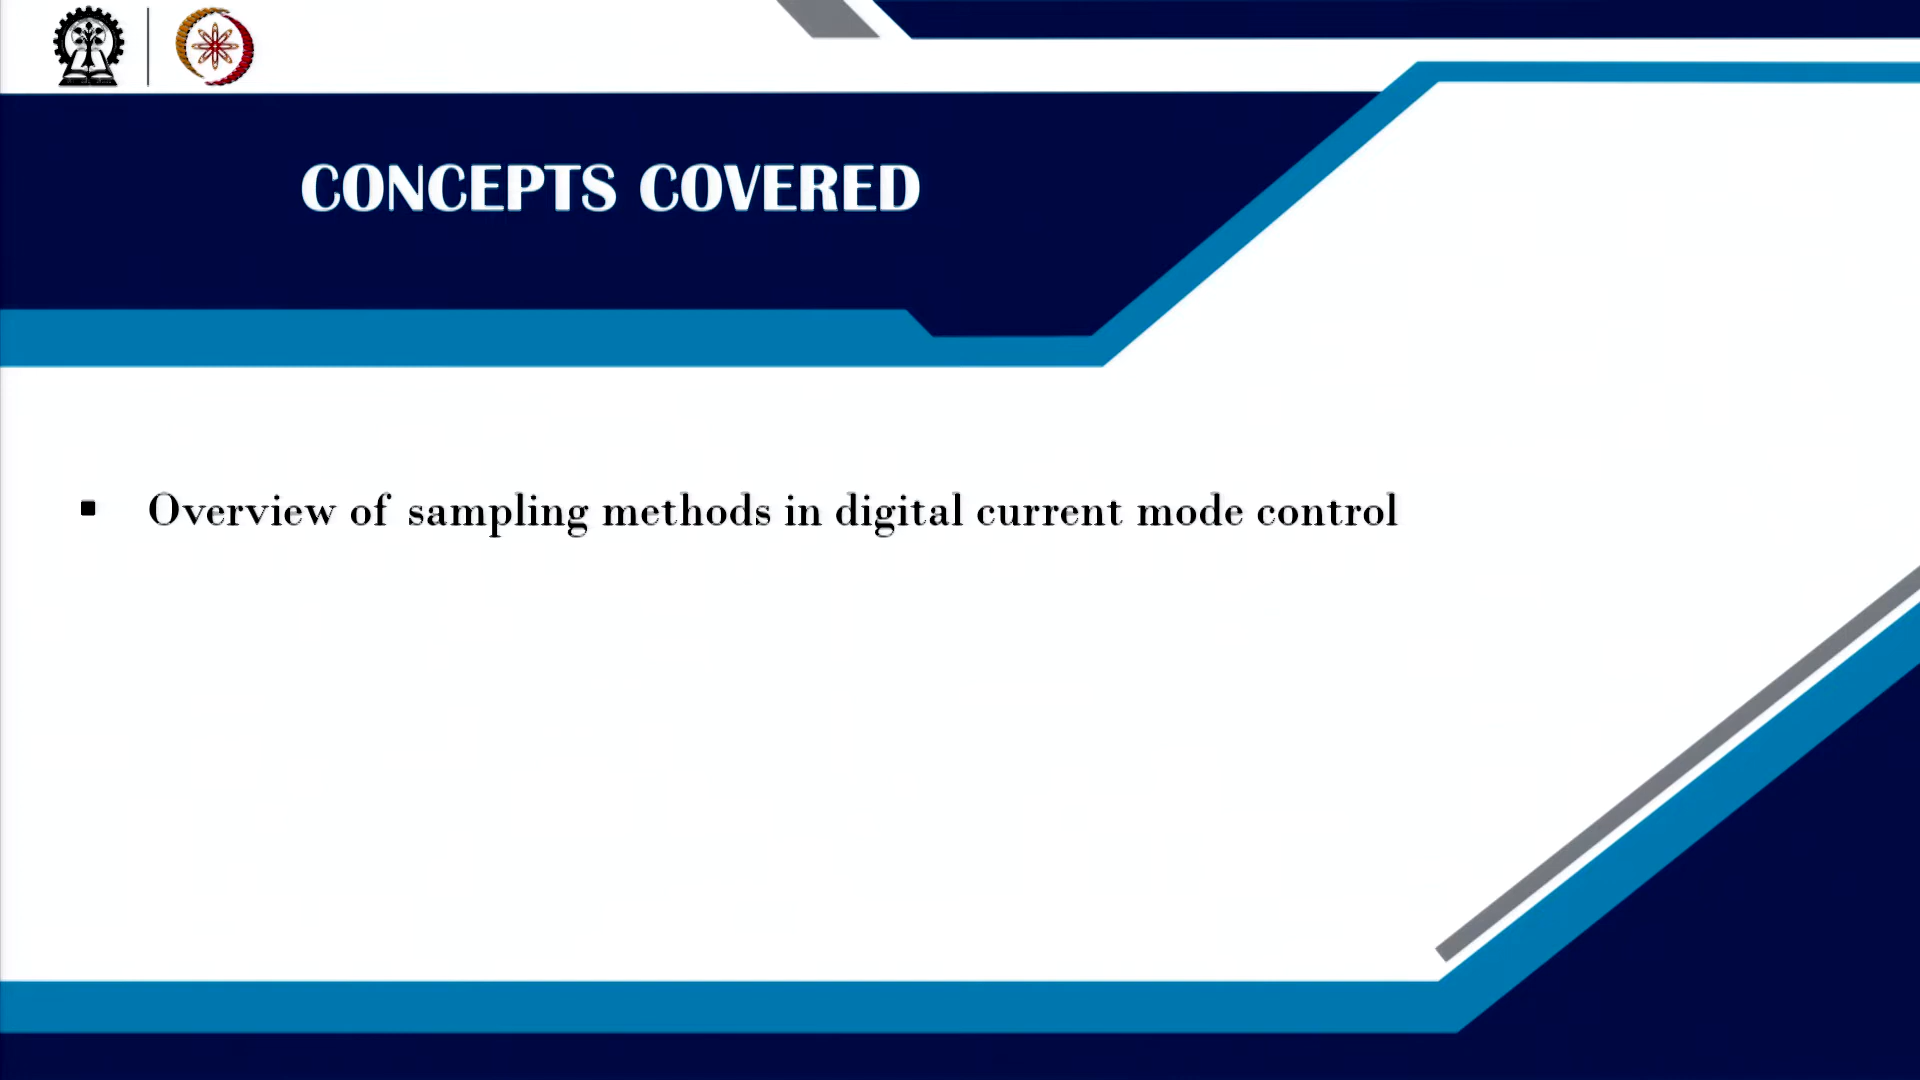 CONCEPTS COVERED
▪ Overview of sampling methods in digital current mode control